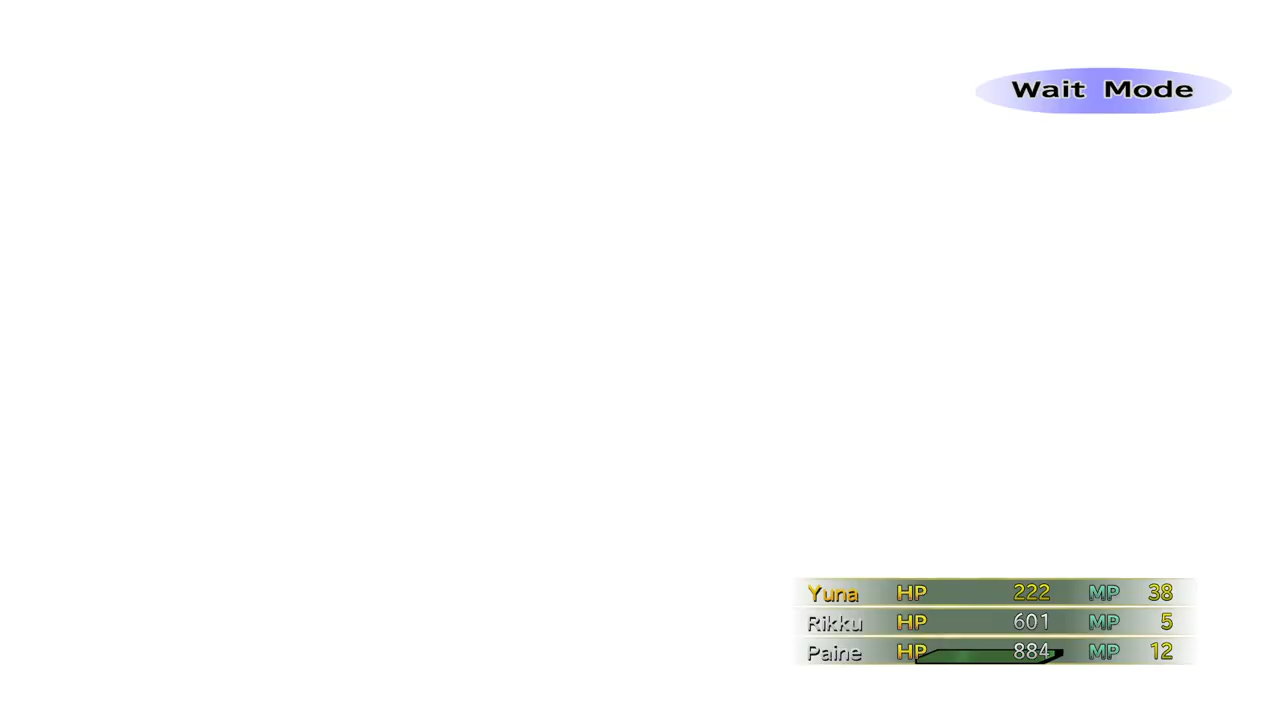 Wait Mode
Yuna HP 222 MP 38
Rikku HP 601 MP 5
Paine HP 884 MP 12